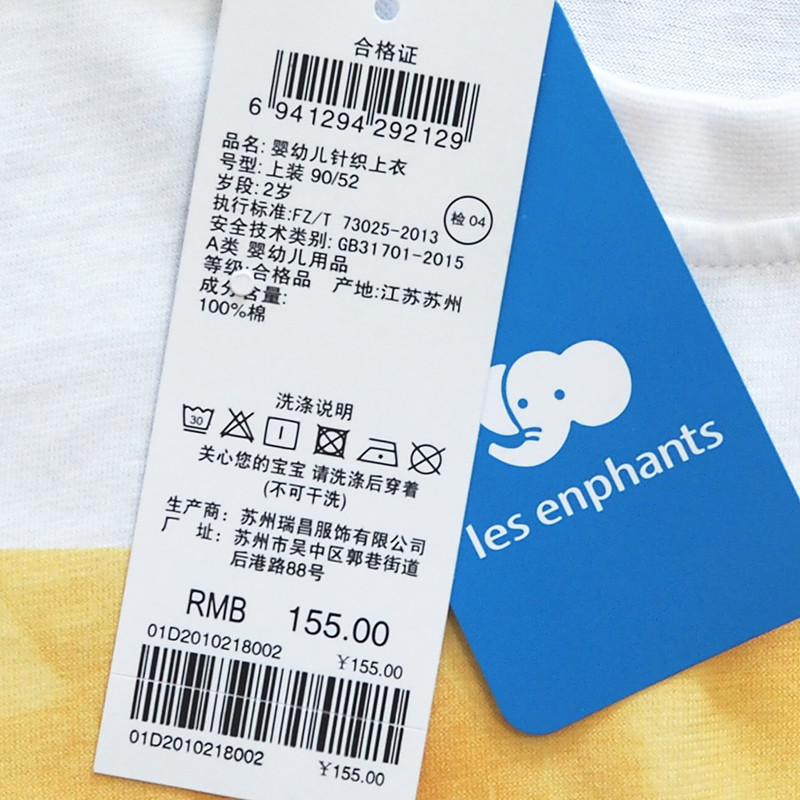 合格证
6 941294 292129
品名: 婴幼儿针织上衣
号型: 上装 90/52
岁段: 2岁
执行标准:FZ/T 73025-2013
检 04
安全技术类别: GB31701-2015
A类 婴幼儿用品
等级:合格品 产地:江苏苏州
成分含量:
100%棉
洗涤说明
30
关心您的宝宝 请洗涤后穿着
(不可干洗)
生产商: 苏州瑞昌服饰有限公司
厂 址: 苏州市吴中区郭巷街道
后港路88号
RMB 155.00
01D2010218002 ¥155.00
01D2010218002 ¥155.00
les enphants